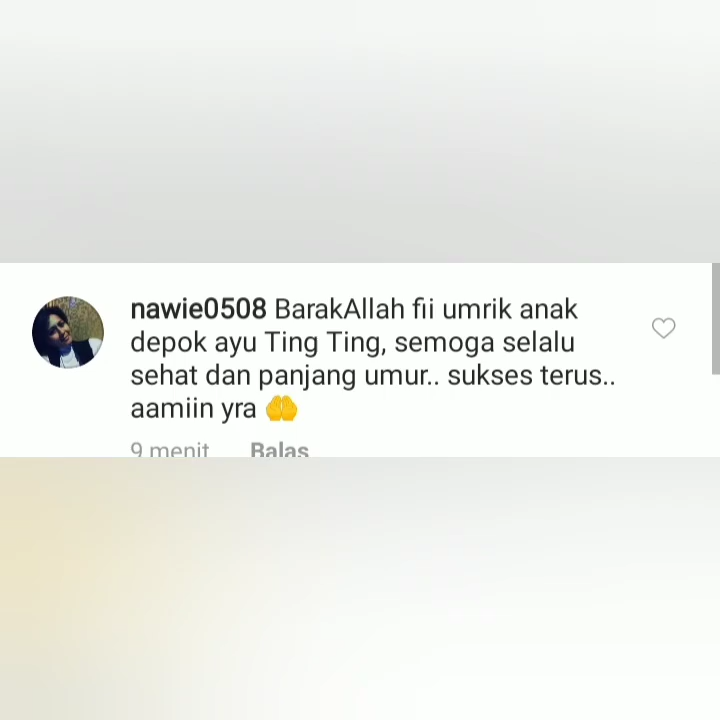 nawie0508 BarakAllah fii umrik anak
depok ayu Ting Ting, semoga selalu
sehat dan panjang umur.. sukses terus..
aamiin yra 🤲
9 menit Balas